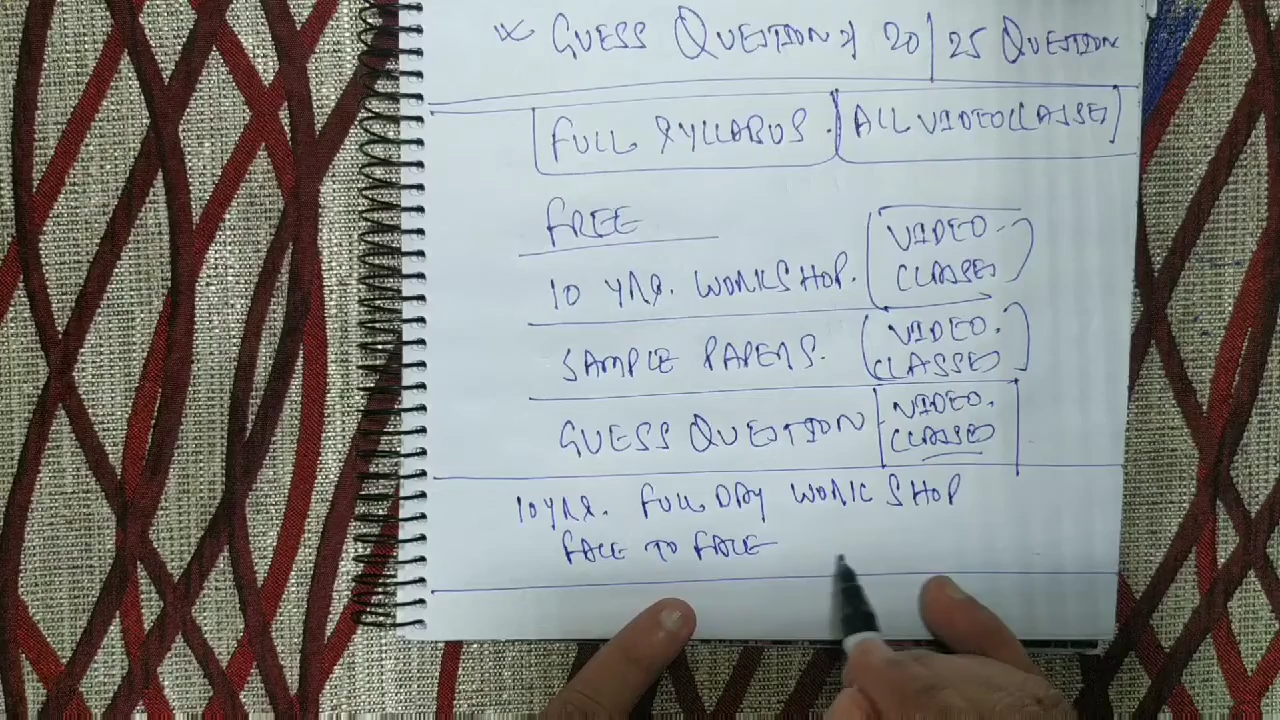 * GUESS QUESTION 20/25 QUESTION
FULL SYLLABUS. ALL VIDEO CLASSES
FREE
10 YRS. WORKSHOP. VIDEO. CLASSES
SAMPLE PAPERS. (VIDEO. CLASSES)
GUESS QUESTION VIDEO. CLASSES
10 YRS. FULL DAY WORKSHOP
FACE TO FACE